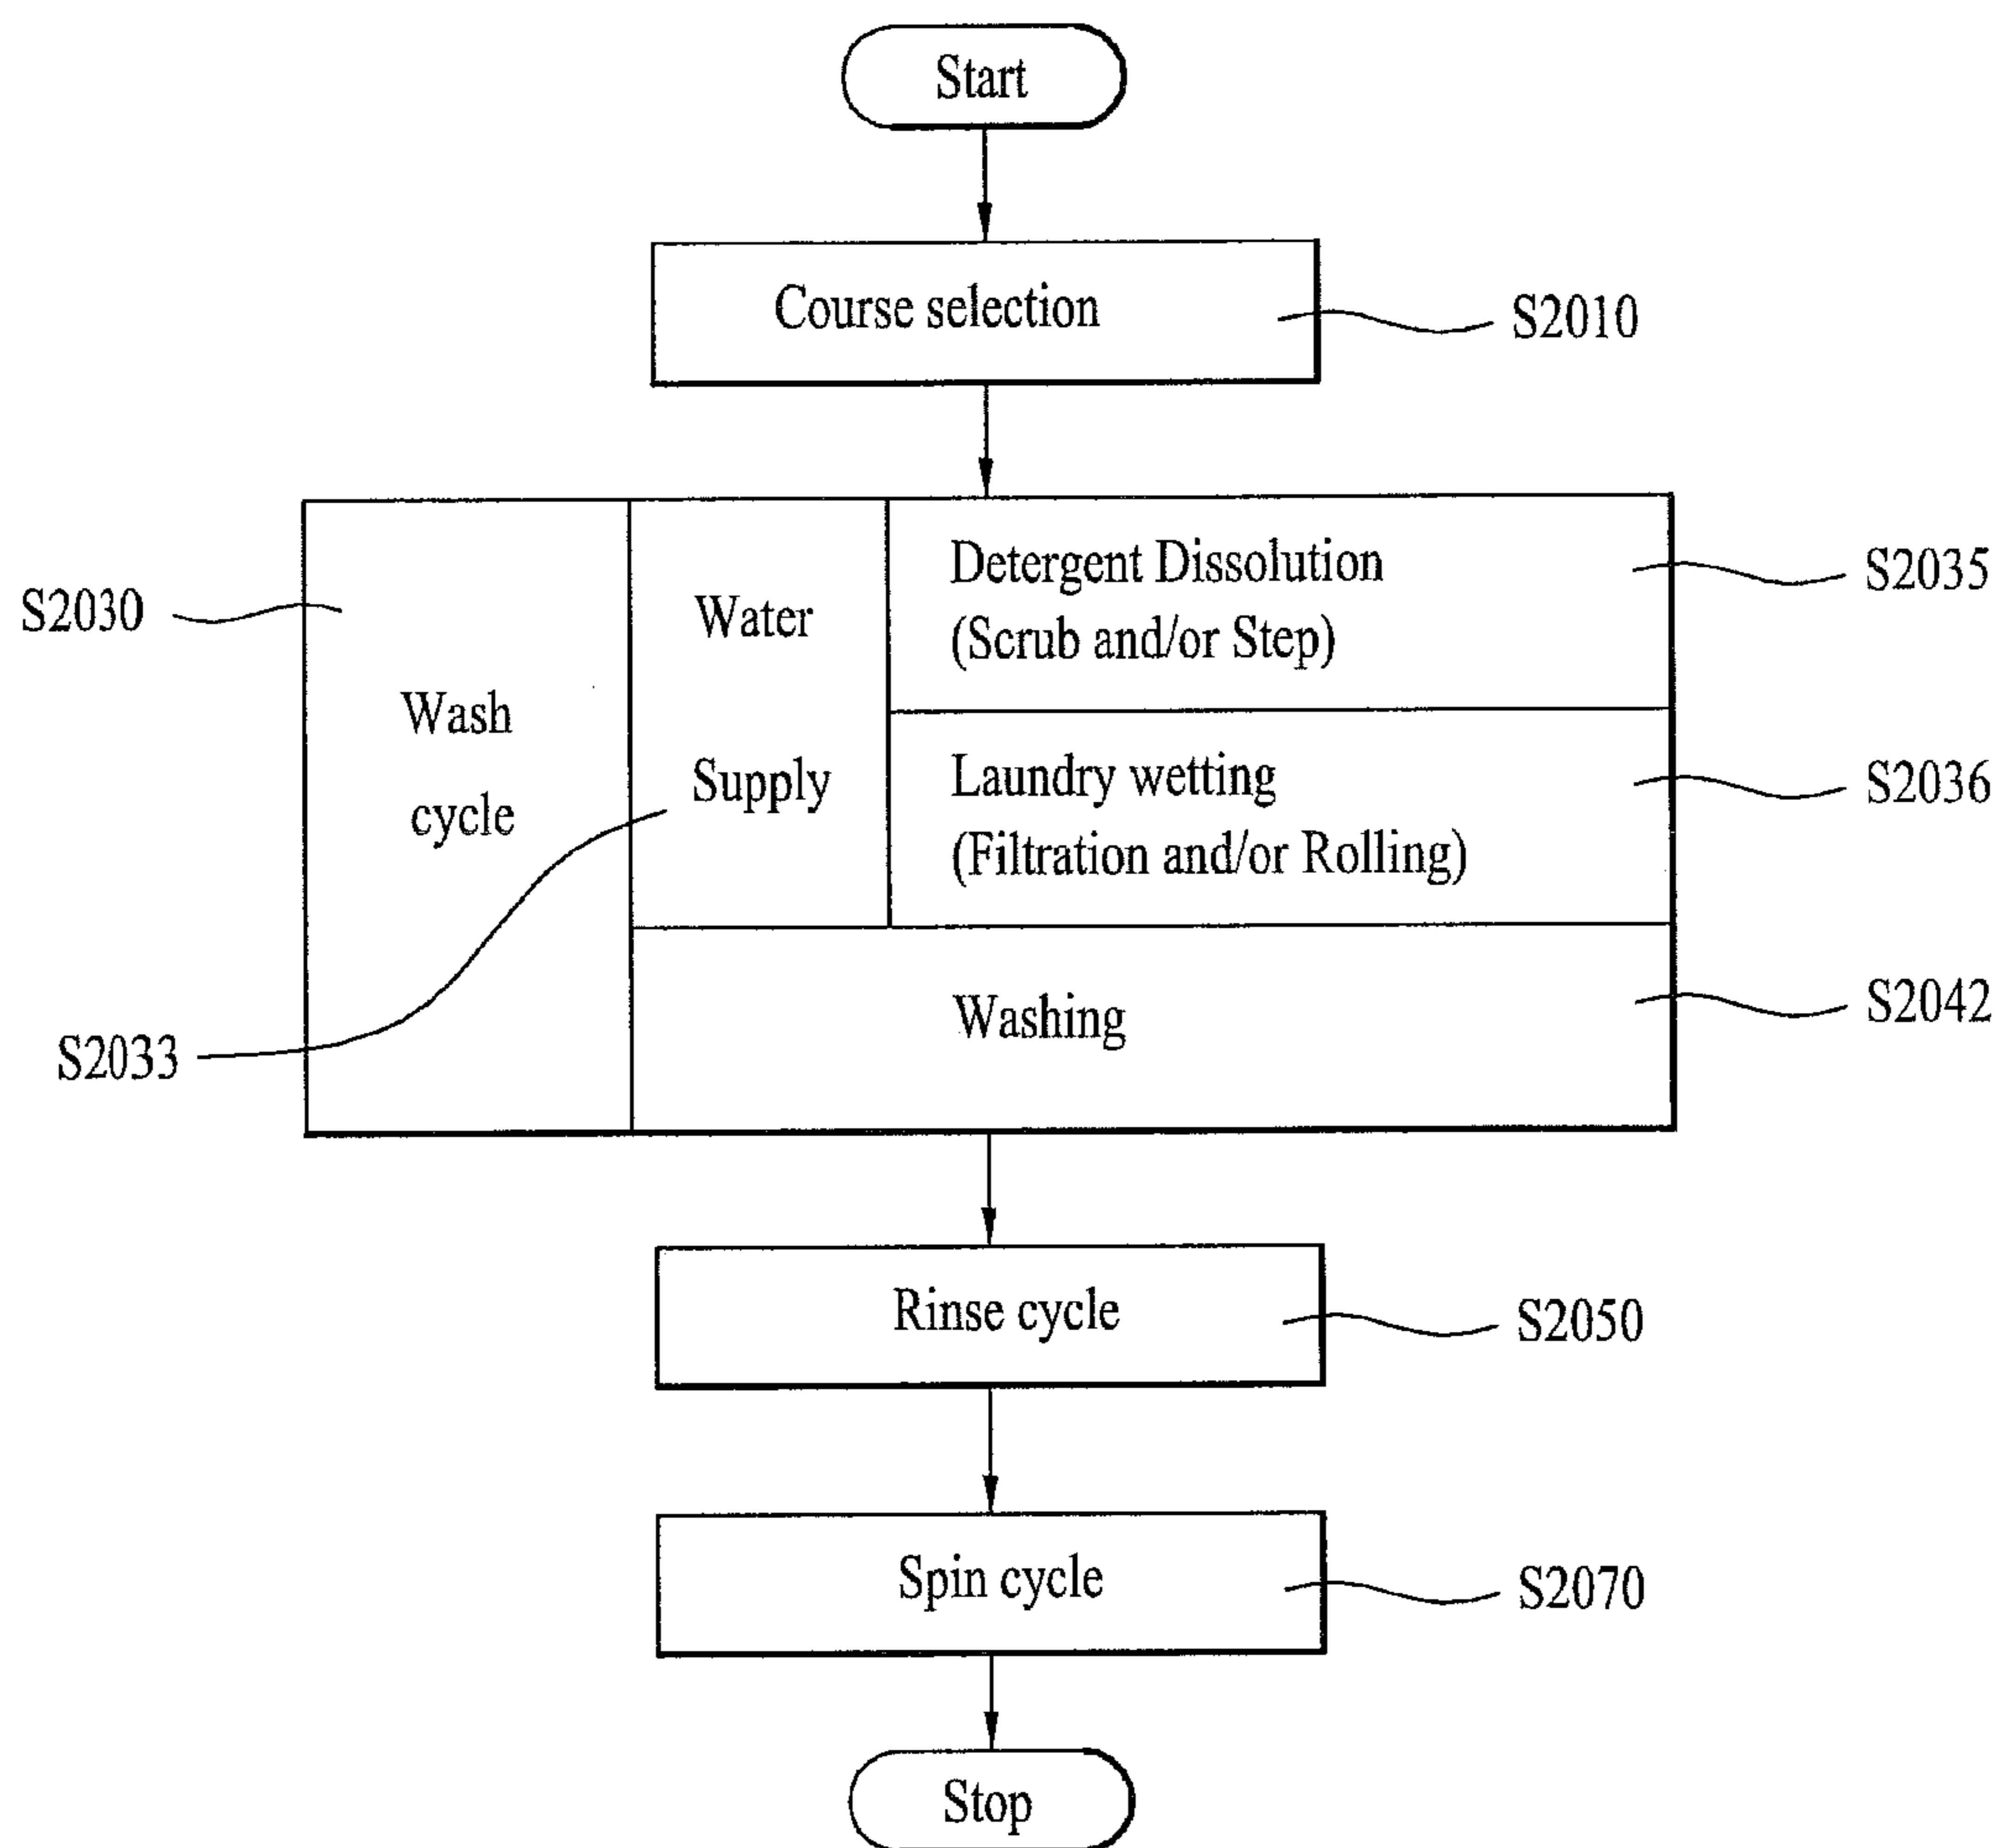 Start
Course selection
S2010
S2030
Wash
cycle
Water
Supply
S2033
Detergent Dissolution
(Scrub and/or Step)
S2035
Laundry wetting
(Filtration and/or Rolling)
S2036
Washing
S2042
Rinse cycle
S2050
Spin cycle
S2070
Stop